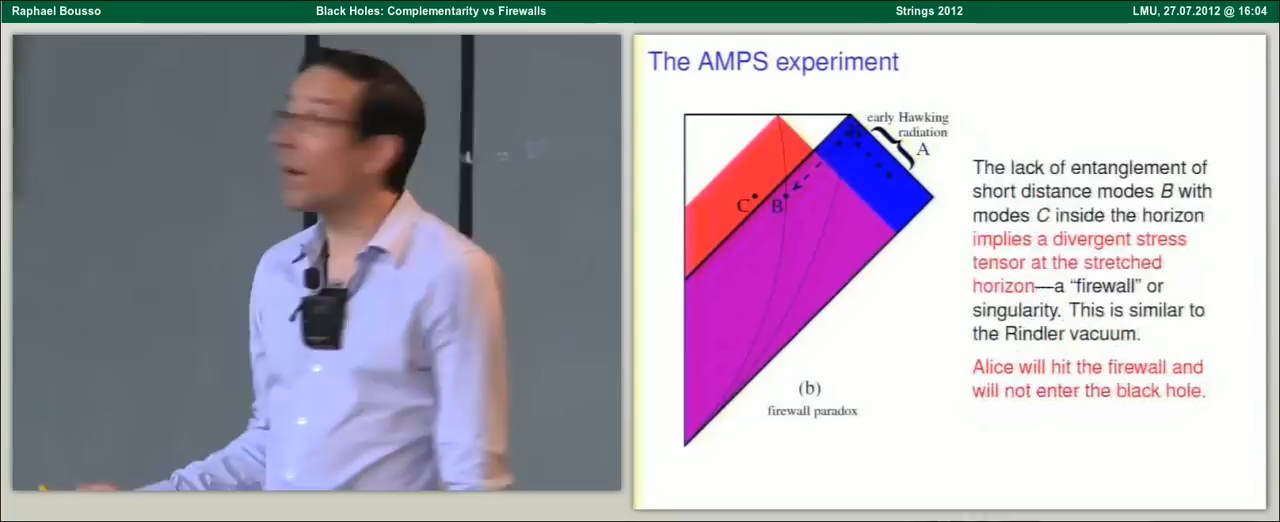 Raphael Bousso
Black Holes: Complementarity vs Firewalls
Strings 2012
LMU, 27.07.2012 @ 16:04
The AMPS experiment
early Hawking
radiation
A
C
B
The lack of entanglement of
short distance modes B with
modes C inside the horizon
implies a divergent stress
tensor at the stretched
horizon—a “firewall” or
singularity. This is similar to
the Rindler vacuum.
Alice will hit the firewall and
will not enter the black hole.
(b)
firewall paradox